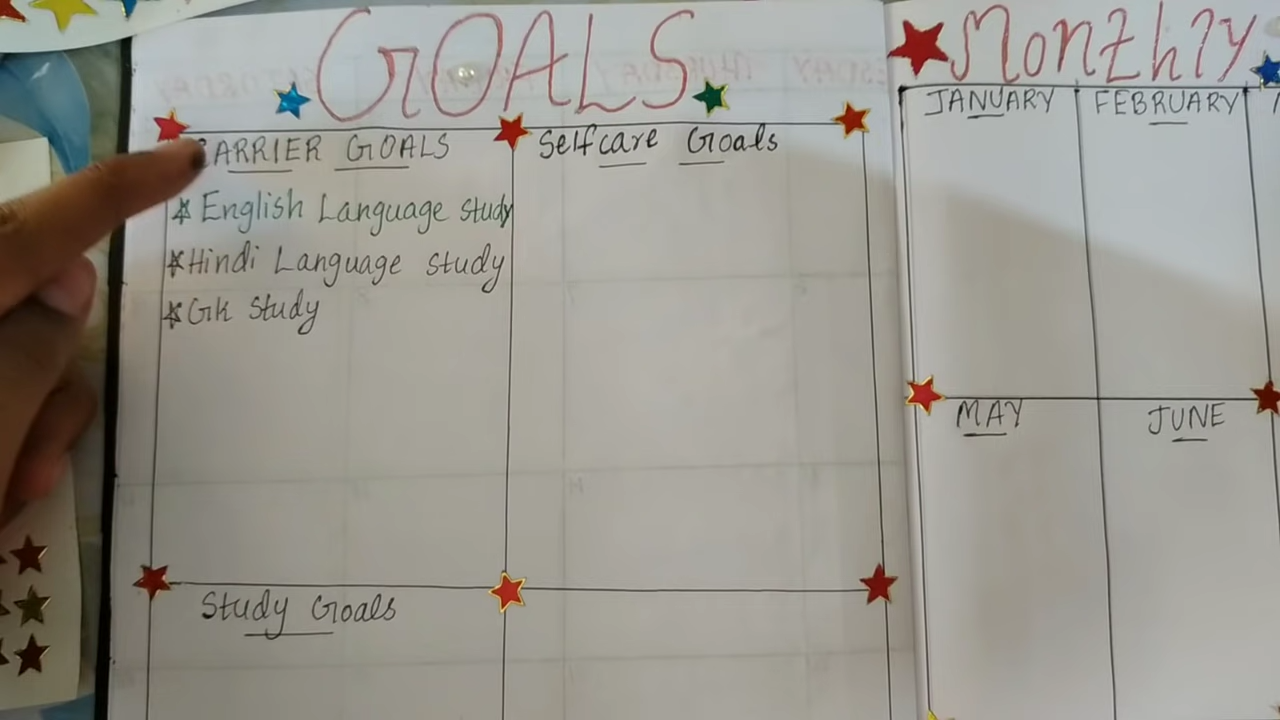 GOALS
BARRIER GOALS
English Language study
Hindi Language study
GK Study
Selfcare Goals
Study Goals
Monthly
JANUARY
FEBRUARY
MAY
JUNE